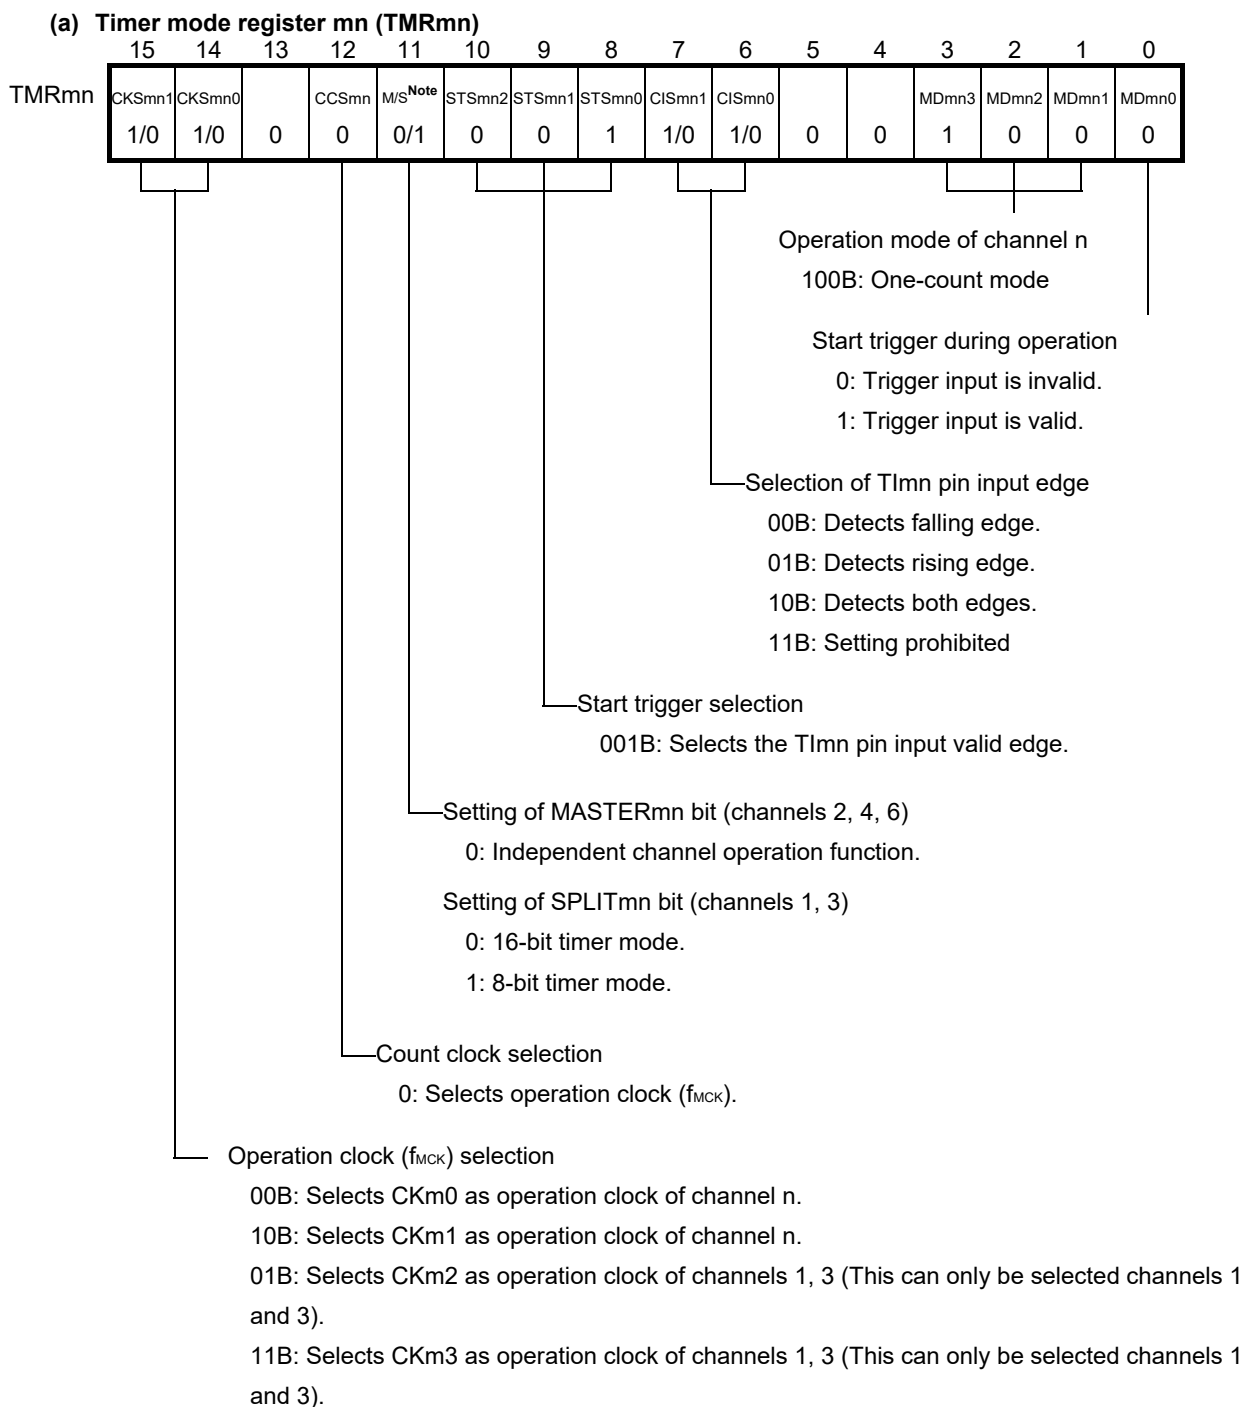 (a) Timer mode register mn (TMRmn)
15 14 13 12 11 10 9 8 7 6 5 4 3 2 1 0
TMRmn CKSmn1 CKSmn0 CCSmn M/SNote STSmn2 STSmn1 STSmn0 CISmn1 CISmn0 MDmn3 MDmn2 MDmn1 MDmn0
1/0 1/0 0 0 0/1 0 0 1 1/0 1/0 0 0 1 0 0 0
Operation mode of channel n
100B: One-count mode
Start trigger during operation
0: Trigger input is invalid.
1: Trigger input is valid.
Selection of TImn pin input edge
00B: Detects falling edge.
01B: Detects rising edge.
10B: Detects both edges.
11B: Setting prohibited
Start trigger selection
001B: Selects the TImn pin input valid edge.
Setting of MASTERmn bit (channels 2, 4, 6)
0: Independent channel operation function.
Setting of SPLITmn bit (channels 1, 3)
0: 16-bit timer mode.
1: 8-bit timer mode.
Count clock selection
0: Selects operation clock (fMCK).
Operation clock (fMCK) selection
00B: Selects CKm0 as operation clock of channel n.
10B: Selects CKm1 as operation clock of channel n.
01B: Selects CKm2 as operation clock of channels 1, 3 (This can only be selected channels 1
and 3).
11B: Selects CKm3 as operation clock of channels 1, 3 (This can only be selected channels 1
and 3).